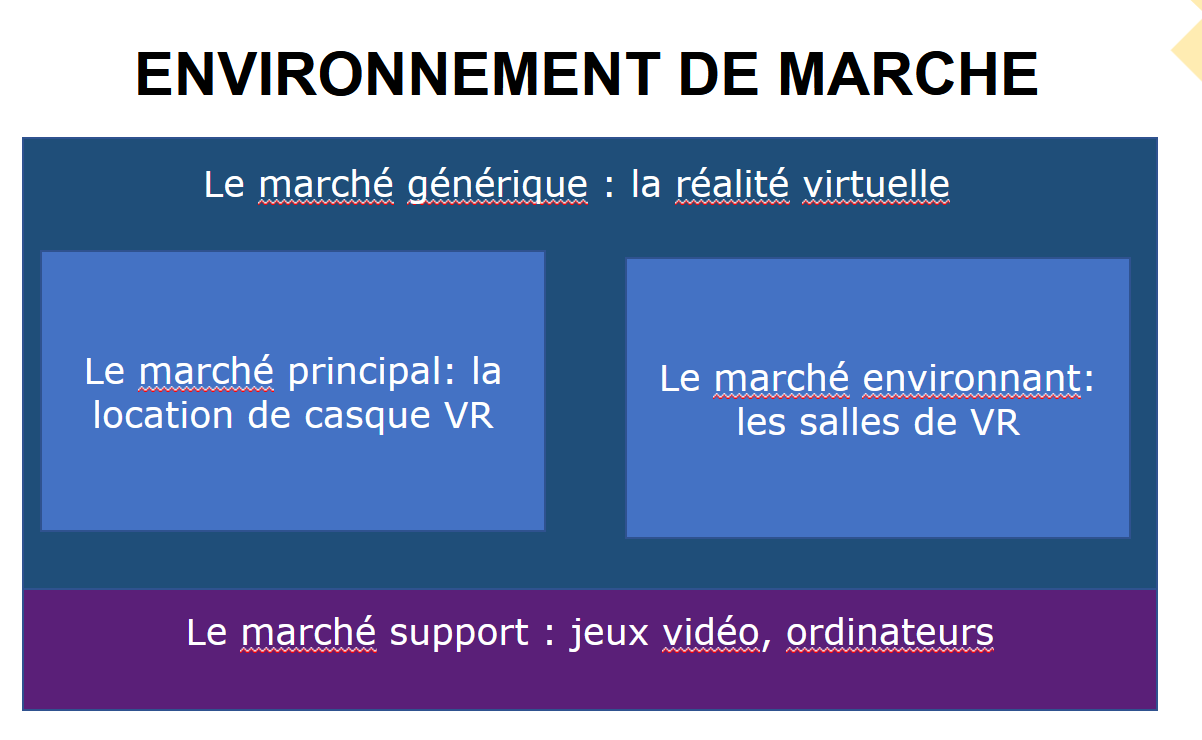 ENVIRONNEMENT DE MARCHE
Le marché générique : la réalité virtuelle
Le marché principal: la
location de casque VR
Le marché environnant:
les salles de VR
Le marché support : jeux vidéo, ordinateurs